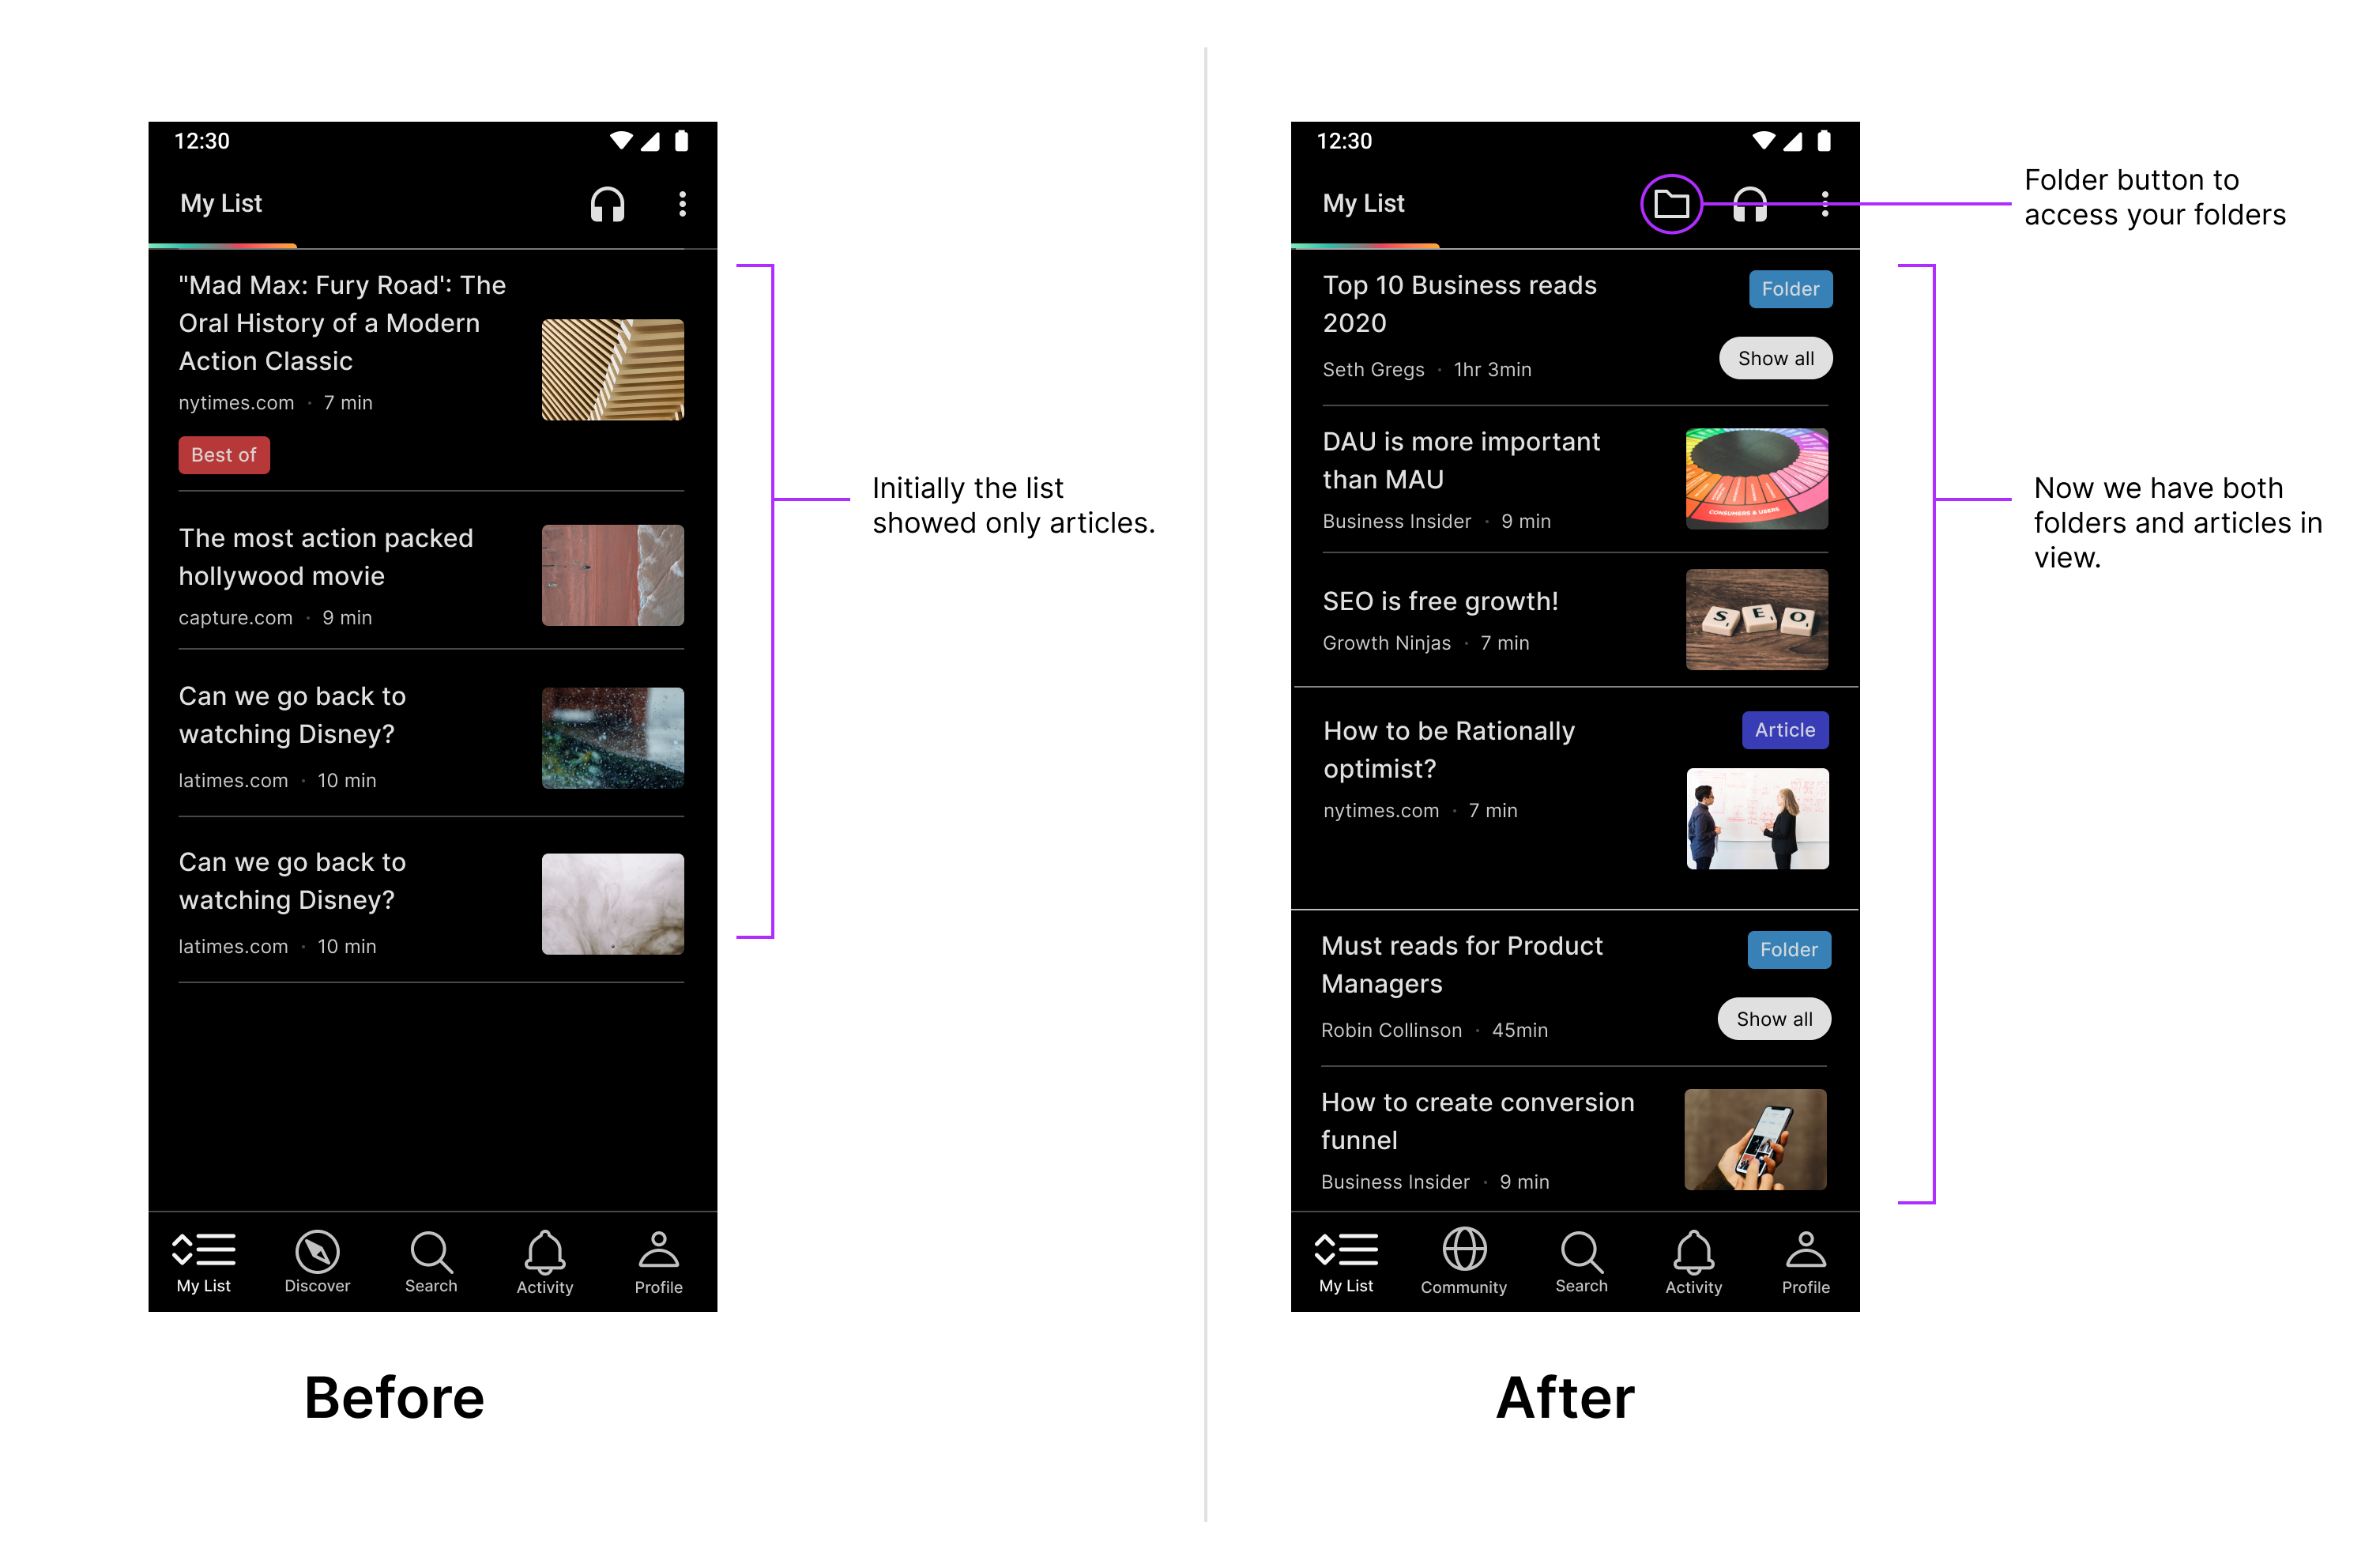 12:30
My List
"Mad Max: Fury Road': The
Oral History of a Modern
Action Classic
nytimes.com · 7 min
Best of
The most action packed
hollywood movie
capture.com · 9 min
Can we go back to
watching Disney?
latimes.com · 10 min
Can we go back to
watching Disney?
latimes.com · 10 min
My List
Discover
Search
Activity
Profile
Initially the list
showed only articles.
Before
12:30
My List
Folder button to
access your folders
Top 10 Business reads
2020
Folder
Seth Gregs · 1hr 3min
Show all
DAU is more important
than MAU
Business Insider · 9 min
CONSUMERS & USERS
SEO is free growth!
Growth Ninjas · 7 min
S E O
How to be Rationally
optimist?
Article
nytimes.com · 7 min
Must reads for Product
Managers
Folder
Robin Collinson · 45min
Show all
How to create conversion
funnel
Business Insider · 9 min
My List
Community
Search
Activity
Profile
Now we have both
folders and articles in
view.
After